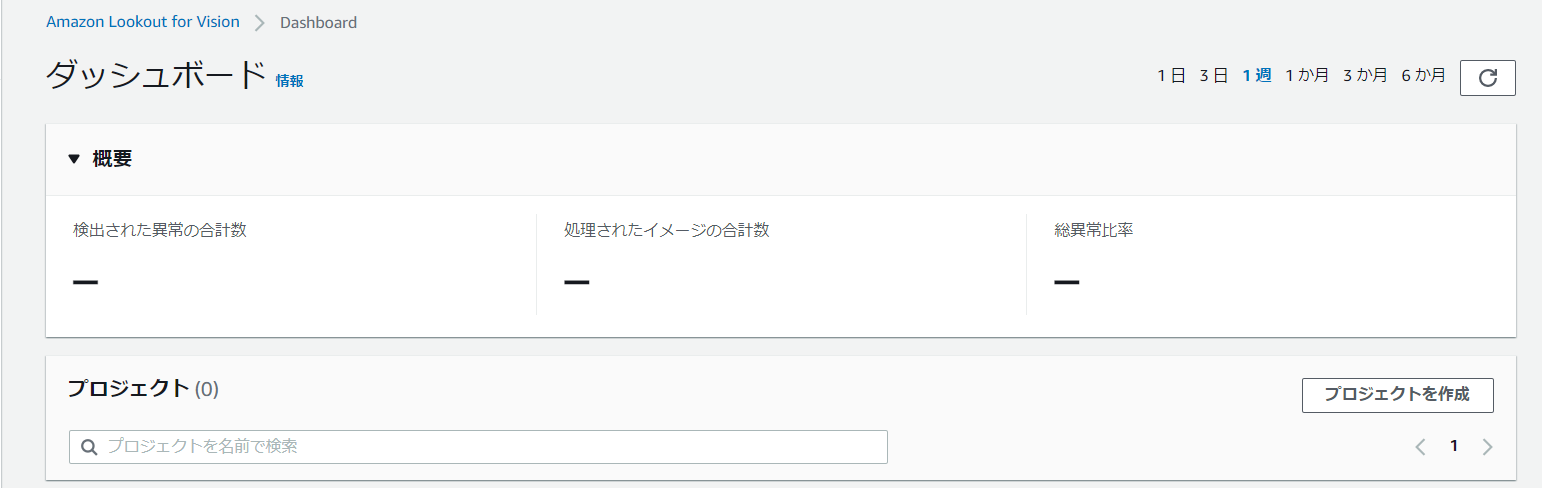 Amazon Lookout for Vision > Dashboard
ダッシュボード 情報
1 日 3 日 1 週 1 か月 3 か月 6 か月
▼ 概要
検出された異常の合計数 処理されたイメージの合計数 総異常比率
– – –
プロジェクト (0)
プロジェクトを作成
プロジェクトを名前で検索
< 1 >